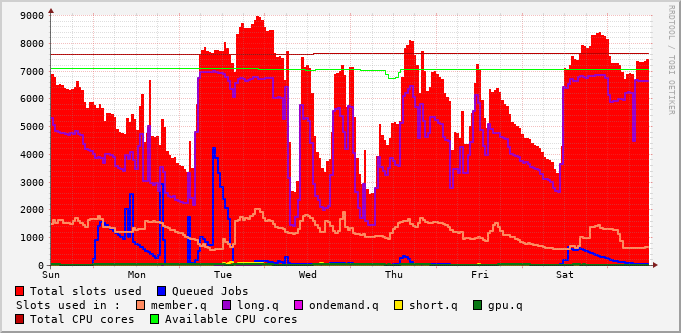 9000
8000
7000
6000
5000
4000
3000
2000
1000
0
Sun Mon Tue Wed Thu Fri Sat
RRDTOOL / TOBI OETIKER
Total slots used Queued Jobs
Slots used in : member.q long.q ondemand.q short.q gpu.q
Total CPU cores Available CPU cores